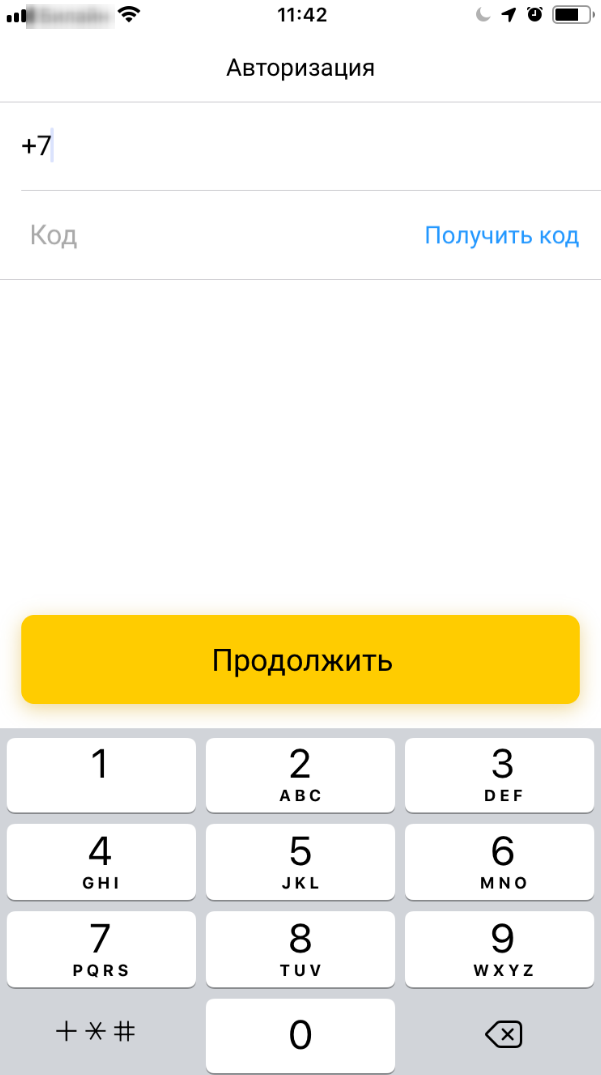 11:42
Авторизация
+7
Код Получить код
Продолжить
1 2 3
ABC DEF
4 5 6
GHI JKL MNO
7 8 9
PQRS TUV WXYZ
+ * # 0